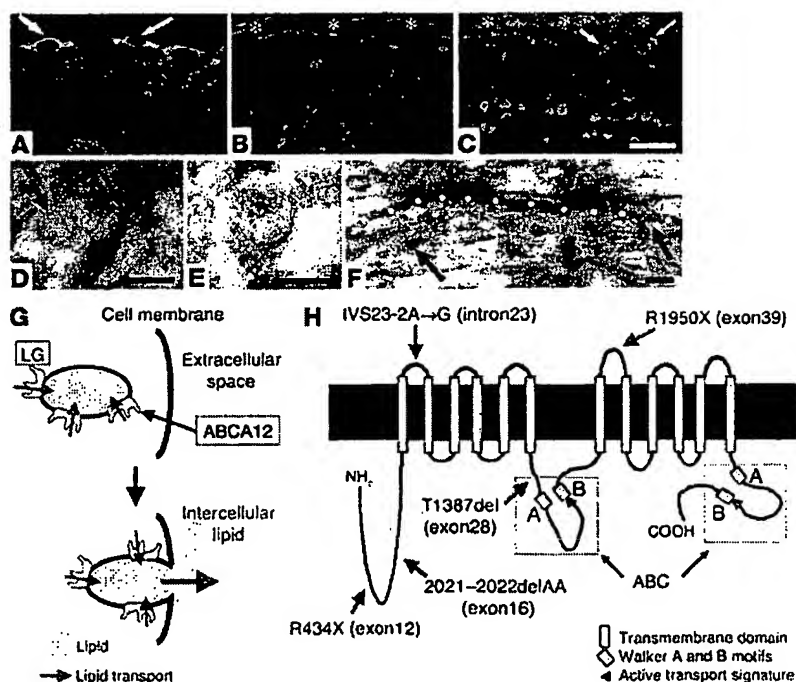 A
B
C
D
E
F
G
Cell membrane
LG
Extracellular
space
ABCA12
Intercellular
lipid
Lipid
Lipid transport
H
IVS23-2A→G (intron23)
R1950X (exon39)
NH2
T1387del
(exon28)
A
B
A
B
COOH
ABC
2021–2022delAA
(exon16)
R434X (exon12)
Transmembrane domain
Walker A and B motifs
Active transport signature